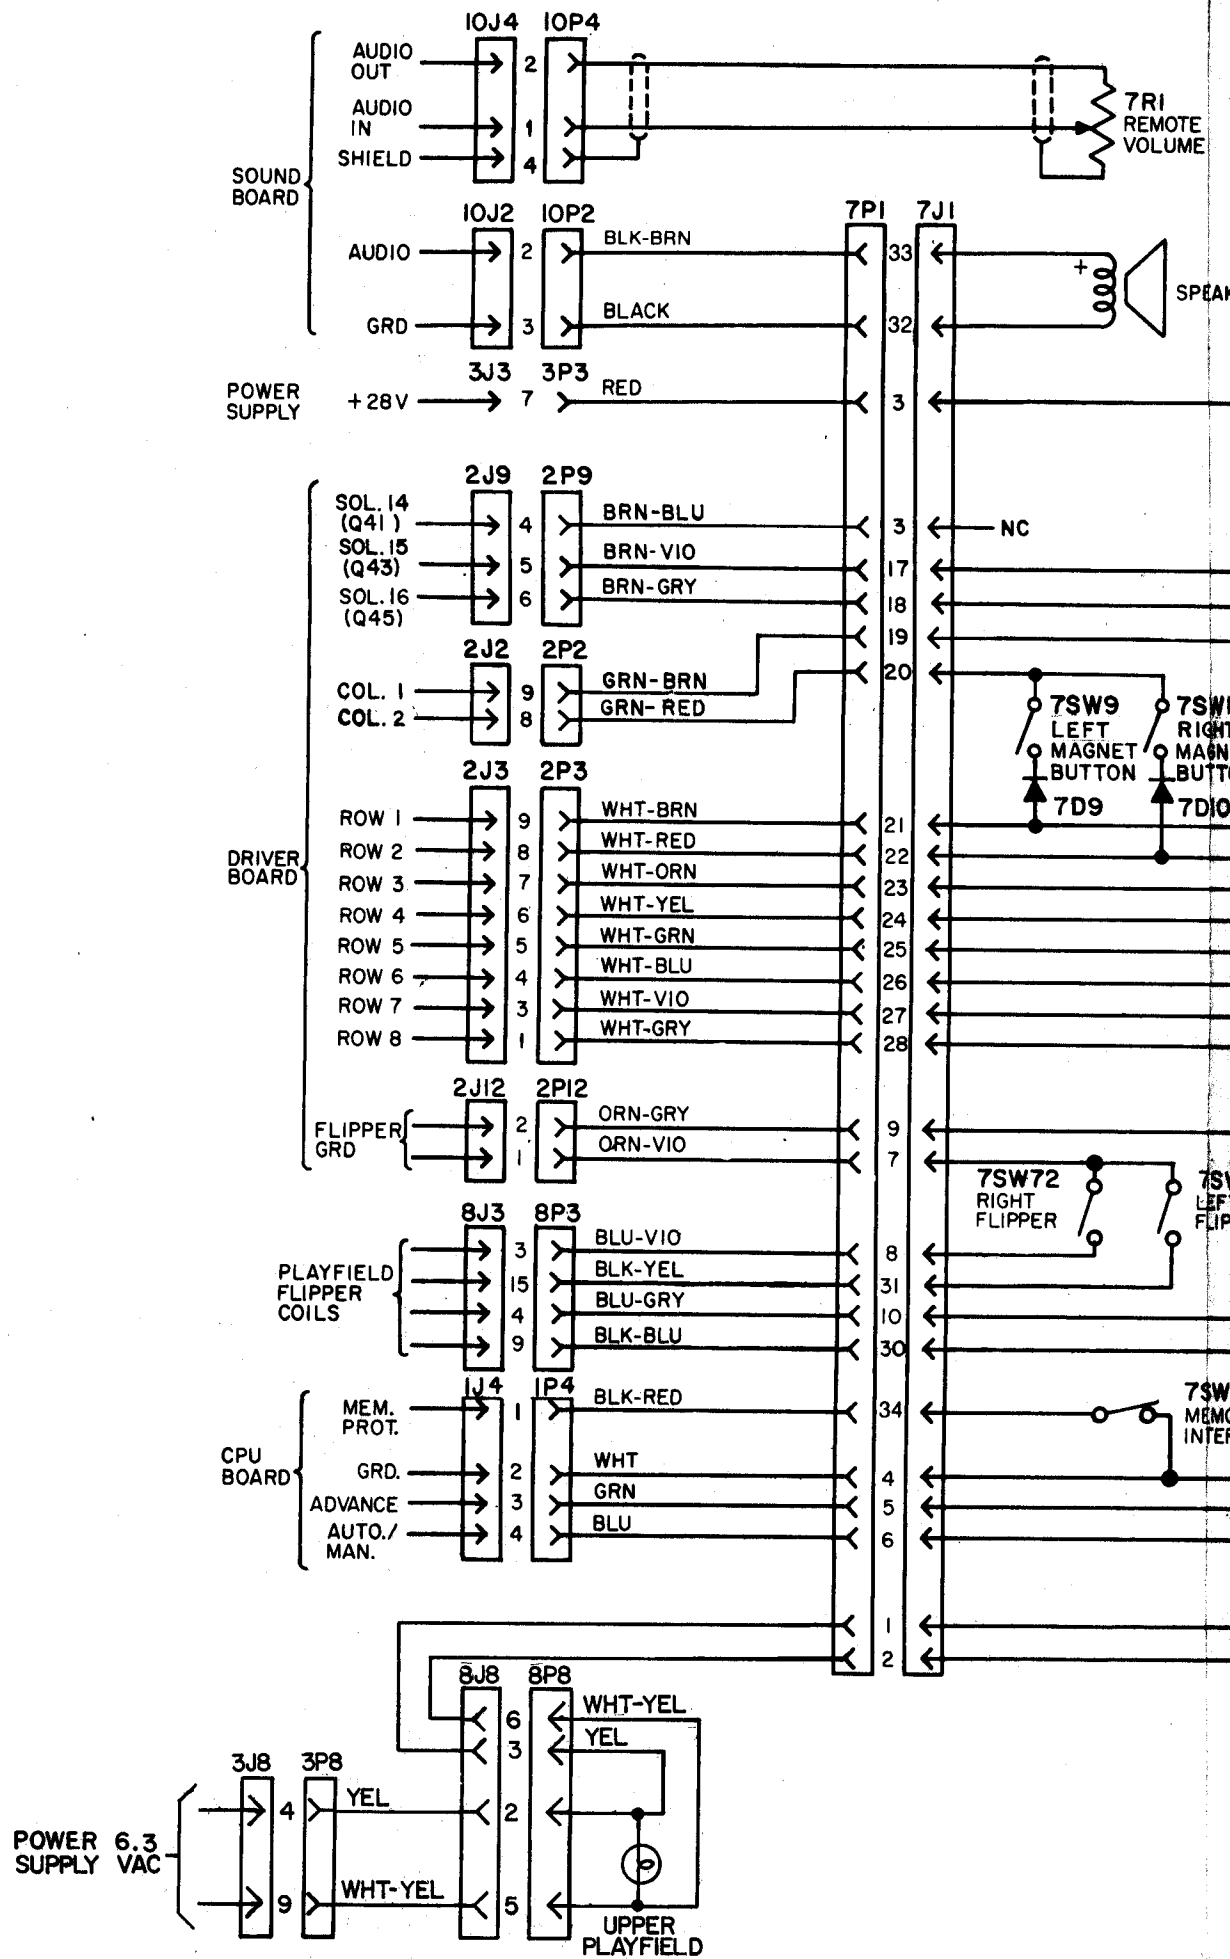 10J4 10P4
AUDIO OUT 2
AUDIO IN 1
SHIELD 4
7R1
REMOTE
VOLUME
SOUND
BOARD
10J2 10P2 7P1 7J1
AUDIO 2 BLK-BRN 33
+
GRD 3 BLACK 32
3J3 3P3
POWER
SUPPLY
+28V 7 RED 3
2J9 2P9
SOL. 14
(Q41) 4 BRN-BLU 3 NC
SOL. 15
(Q43) 5 BRN-VIO 17
SOL. 16
(Q45) 6 BRN-GRY 18
19
2J2 2P2
20
COL. 1 9 GRN-BRN
COL. 2 8 GRN-RED
7SW9
LEFT
MAGNET
BUTTON
7D9
7D10
2J3 2P3
DRIVER
BOARD
ROW 1 9 WHT-BRN 21
ROW 2 8 WHT-RED 22
ROW 3 7 WHT-ORN 23
ROW 4 6 WHT-YEL 24
ROW 5 5 WHT-GRN 25
ROW 6 4 WHT-BLU 26
ROW 7 3 WHT-VIO 27
ROW 8 1 WHT-GRY 28
2J12 2P12
FLIPPER
GRD
2 ORN-GRY 9
1 ORN-VIO 7
7SW72
RIGHT
FLIPPER
8J3 8P3
PLAYFIELD
FLIPPER
COILS
3 BLU-VIO 8
15 BLK-YEL 31
4 BLU-GRY 10
9 BLK-BLU 30
1J4 1P4
CPU
BOARD
MEM.
PROT. 1 BLK-RED 34
GRD. 2 WHT 4
ADVANCE 3 GRN 5
AUTO./
MAN. 4 BLU 6
1
2
8J8 8P8
6 WHT-YEL
3 YEL
3J8 3P8
POWER 6.3
SUPPLY VAC
4 YEL 2
9 WHT-YEL 5
UPPER
PLAYFIELD